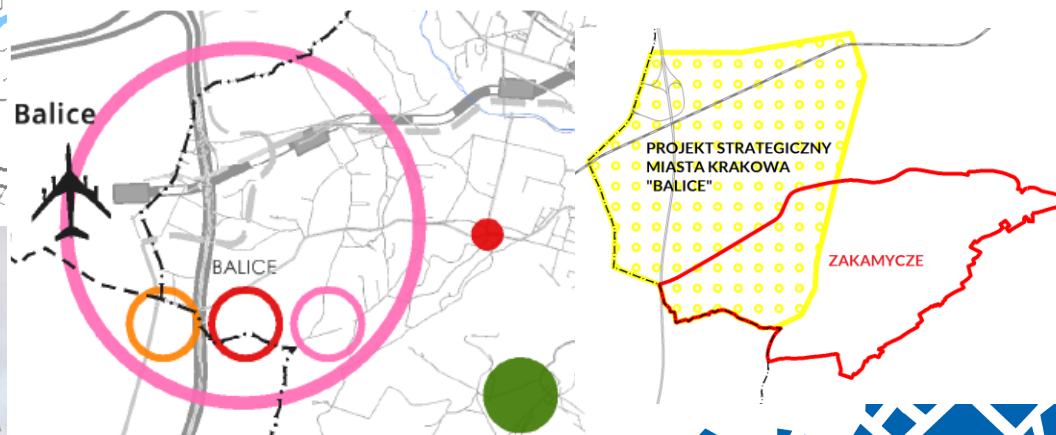 Balice
BALICE
PROJEKT STRATEGICZNY
MIASTA KRAKOWA
"BALICE"
ZAKAMYCZE